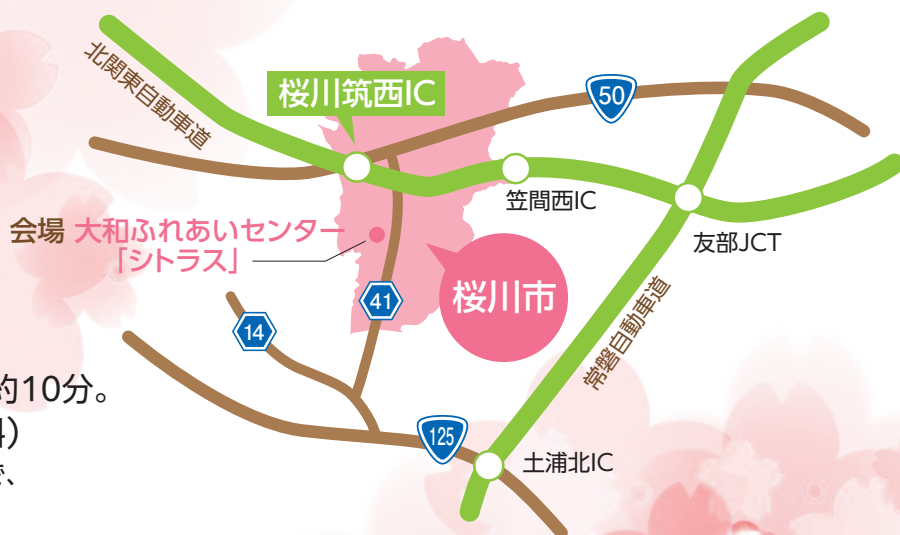 北関東自動車道
桜川筑西IC
50
笠間西IC
会場 大和ふれあいセンター
「シトラス」
友部JCT
桜川市
41
14
常磐自動車道
約10分。
)
、
125
土浦北IC